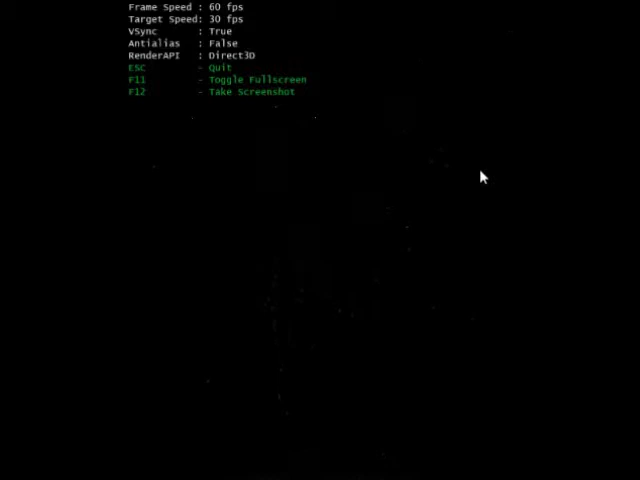 Frame Speed : 60 fps
Target Speed: 30 fps
VSync : True
Antialias : False
RenderAPI : Direct3D
ESC - Quit
F11 - Toggle Fullscreen
F12 - Take Screenshot